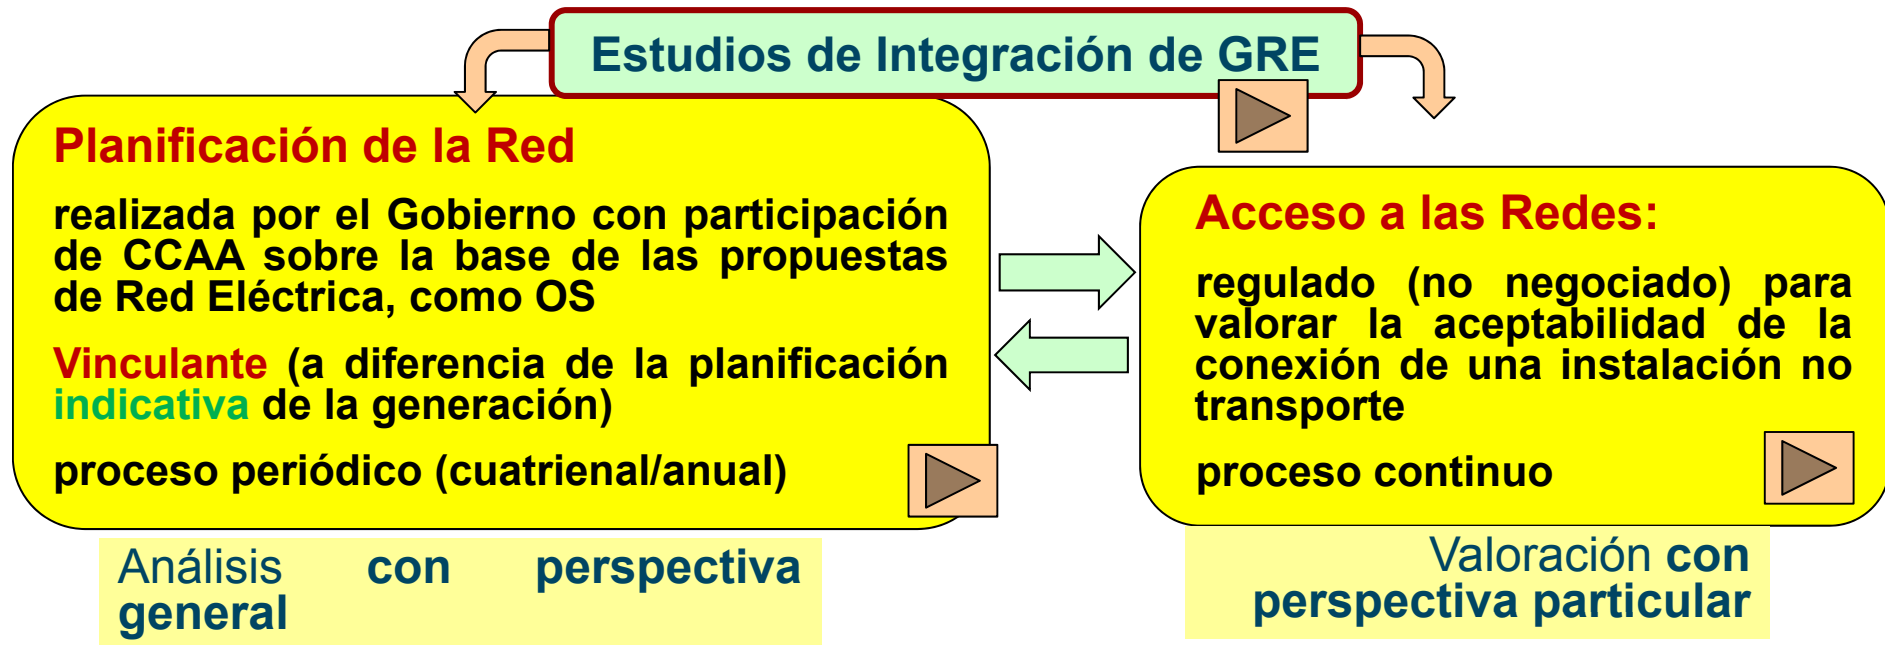 Estudios de Integración de GRE
Planificación de la Red
realizada por el Gobierno con participación
de CCAA sobre la base de las propuestas
de Red Eléctrica, como OS
Vinculante (a diferencia de la planificación
indicativa de la generación)
proceso periódico (cuatrienal/anual)
Análisis con perspectiva
general
Acceso a las Redes:
regulado (no negociado) para
valorar la aceptabilidad de la
conexión de una instalación no
transporte
proceso continuo
Valoración con
perspectiva particular